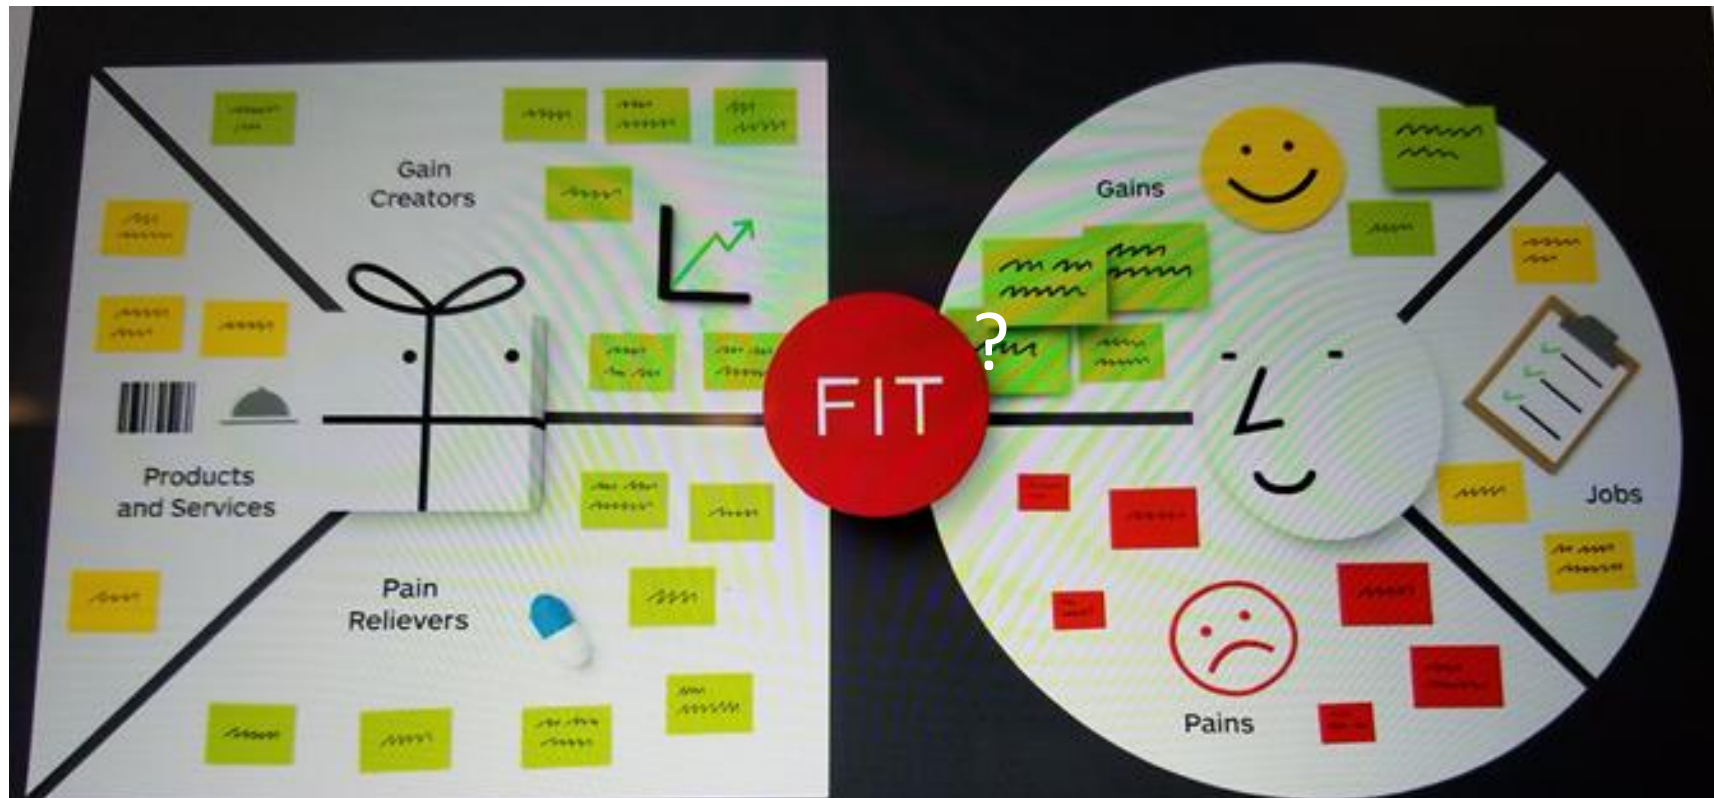 Gain
Creators
Gains
?
FIT
Products
and Services
Jobs
Pain
Relievers
Pains